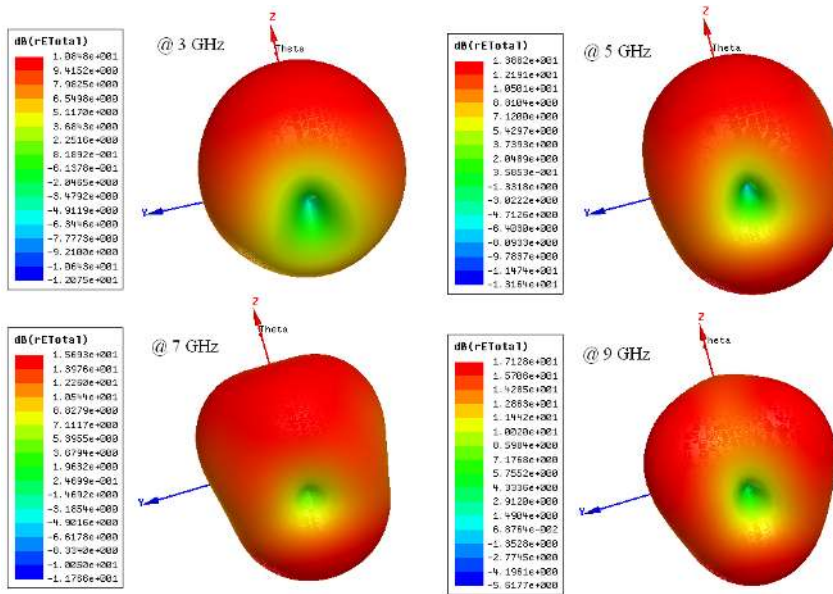 dB(rETotal)
1.0848e+001
9.4152e+000
7.9825e+000
6.5498e+000
5.1170e+000
3.6843e+000
2.2516e+000
8.1892e-001
-6.1378e-001
-2.0465e+000
-3.4792e+000
-4.9119e+000
-6.3446e+000
-7.7773e+000
-9.2100e+000
-1.0643e+001
-1.2075e+001
@ 3 GHz
Z
Theta
Y
dB(rETotal)
1.3882e+001
1.2191e+001
1.0501e+001
8.8104e+000
7.1200e+000
5.4297e+000
3.7393e+000
2.0489e+000
3.5853e-001
-1.3318e+000
-3.0222e+000
-4.7126e+000
-6.4030e+000
-8.0933e+000
-9.7837e+000
-1.1474e+001
-1.3164e+001
@ 5 GHz
Z
Theta
Y
dB(rETotal)
1.5693e+001
1.3976e+001
1.2260e+001
1.0544e+001
8.8279e+000
7.1117e+000
5.3955e+000
3.6794e+000
1.9632e+000
2.4699e-001
-1.4692e+000
-3.1854e+000
-4.9016e+000
-6.6178e+000
-8.3340e+000
-1.0050e+001
-1.1766e+001
@ 7 GHz
Z
Theta
Y
dB(rETotal)
1.7128e+001
1.5706e+001
1.4285e+001
1.2863e+001
1.1442e+001
1.0020e+001
8.5984e+000
7.1768e+000
5.7552e+000
4.3336e+000
2.9120e+000
1.4904e+000
6.8764e-002
-1.3528e+000
-2.7745e+000
-4.1961e+000
-5.6177e+000
@ 9 GHz
Z
Theta
Y